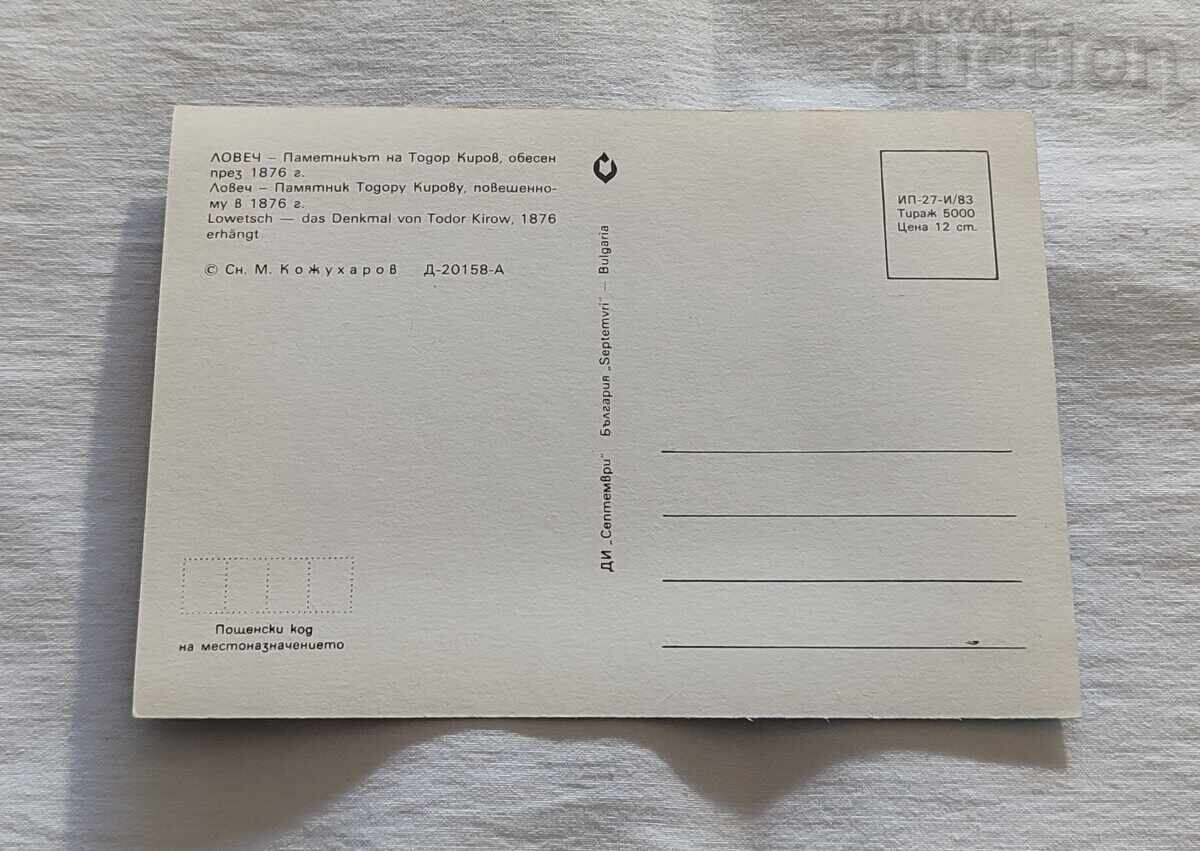 BALKAN
auction
ЛОВЕЧ – Паметникът на Тодор Киров, обесен
през 1876 г.
Ловеч – Памятник Тодору Кирову, повешенно-
му в 1876 г.
Lowetsch — das Denkmal von Todor Kirow, 1876
erhängt
© Сн. М. Кожухаров Д-20158-А
ДИ „Септември" България „Septemvri" — Bulgaria
ИП-27-И/83
Тираж 5000
Цена 12 ст.
Пощенски код
на местоназначението